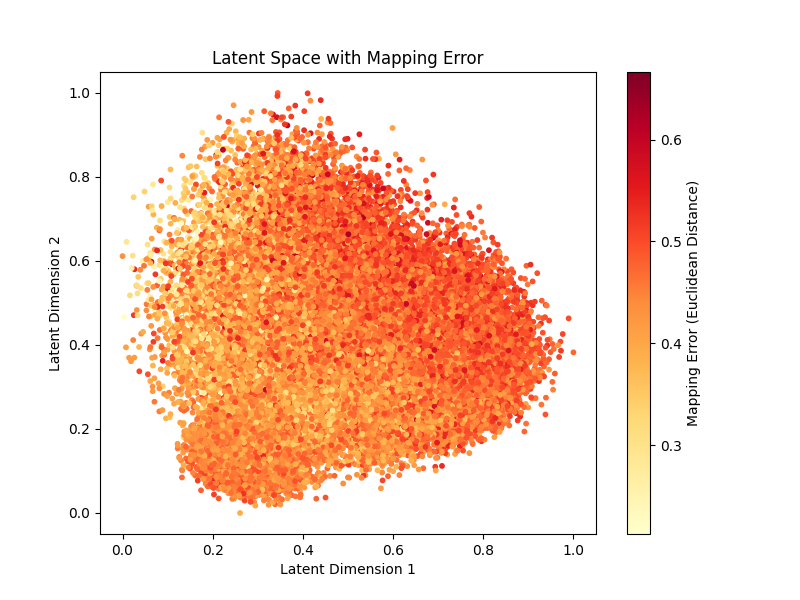 Latent Space with Mapping Error
1.0
0.8
0.6
0.4
0.2
0.0
Latent Dimension 2
0.0 0.2 0.4 0.6 0.8 1.0
Latent Dimension 1
0.6
0.5
0.4
0.3
Mapping Error (Euclidean Distance)